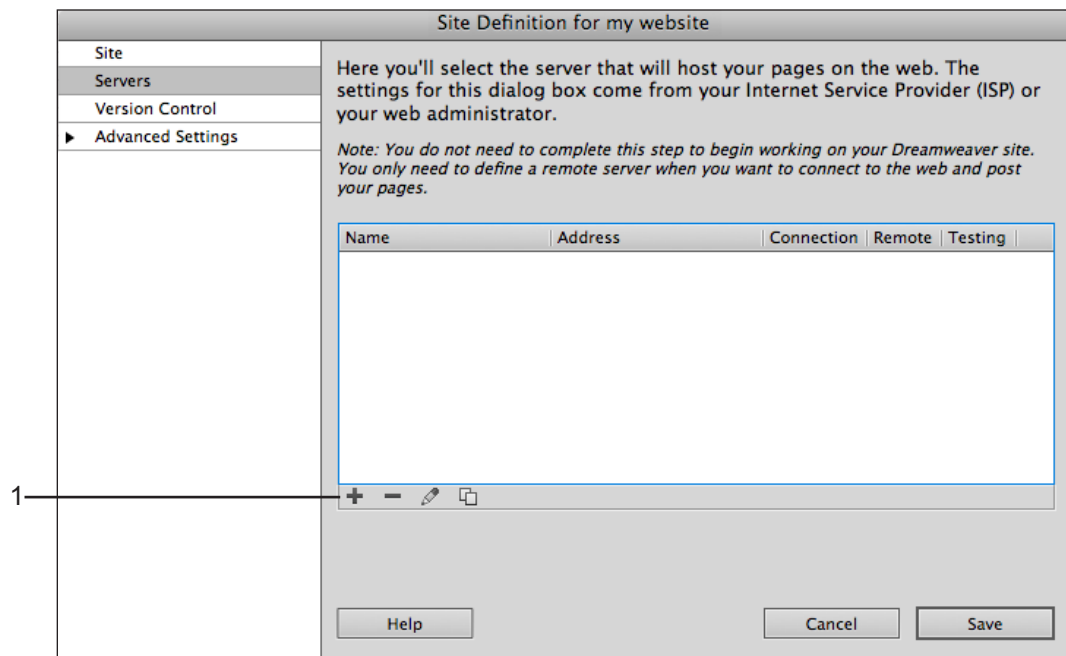 Site Definition for my website
Site
Servers
Version Control
Advanced Settings
Here you'll select the server that will host your pages on the web. The
settings for this dialog box come from your Internet Service Provider (ISP) or
your web administrator.
Note: You do not need to complete this step to begin working on your Dreamweaver site.
You only need to define a remote server when you want to connect to the web and post
your pages.
Name Address Connection Remote Testing
1
Help Cancel Save